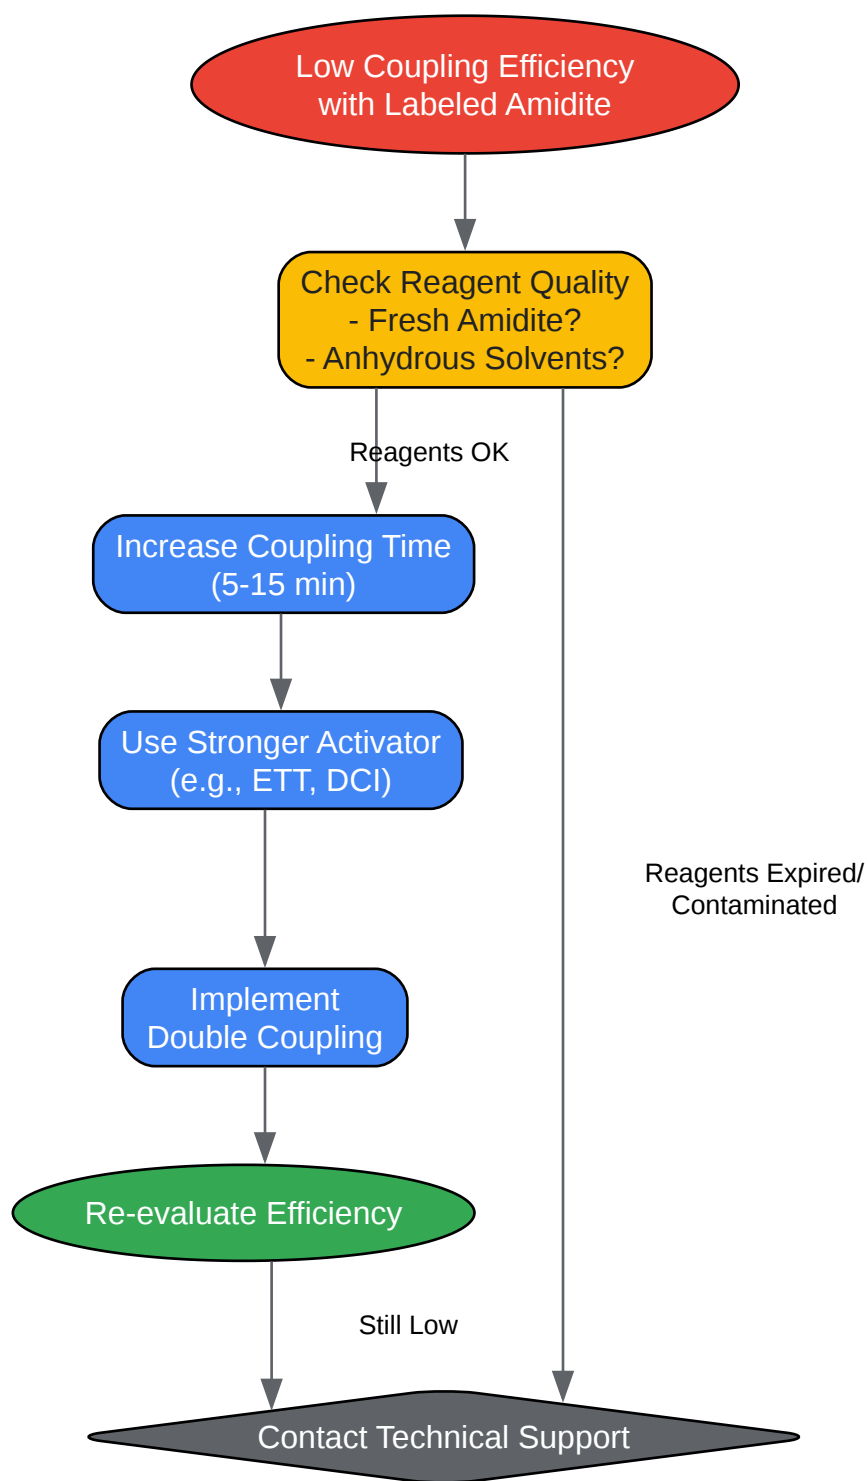 Low Coupling Efficiency
with Labeled Amidite
Check Reagent Quality
- Fresh Amidite?
- Anhydrous Solvents?
Reagents OK
Increase Coupling Time
(5-15 min)
Use Stronger Activator
(e.g., ETT, DCI)
Reagents Expired/
Contaminated
Implement
Double Coupling
Re-evaluate Efficiency
Still Low
Contact Technical Support